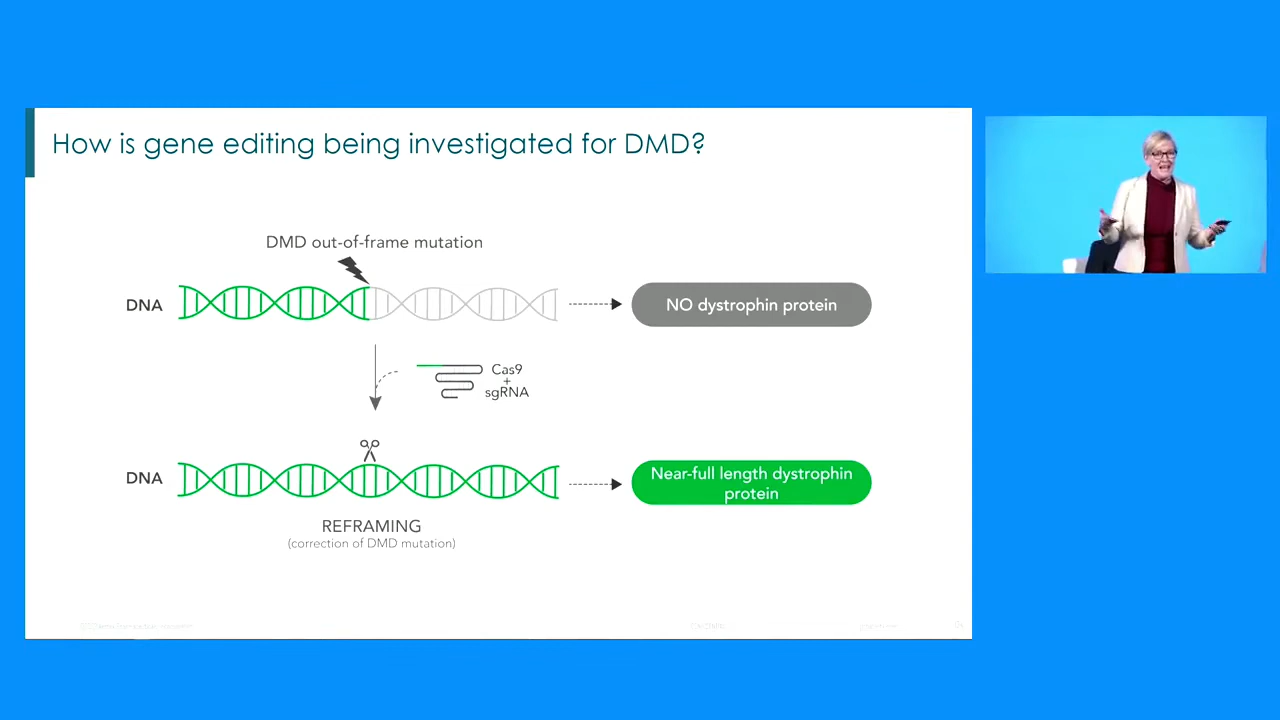 How is gene editing being investigated for DMD?
DMD out-of-frame mutation
DNA
NO dystrophin protein
Cas9
+
sgRNA
DNA
Near-full length dystrophin
protein
REFRAMING
(correction of DMD mutation)